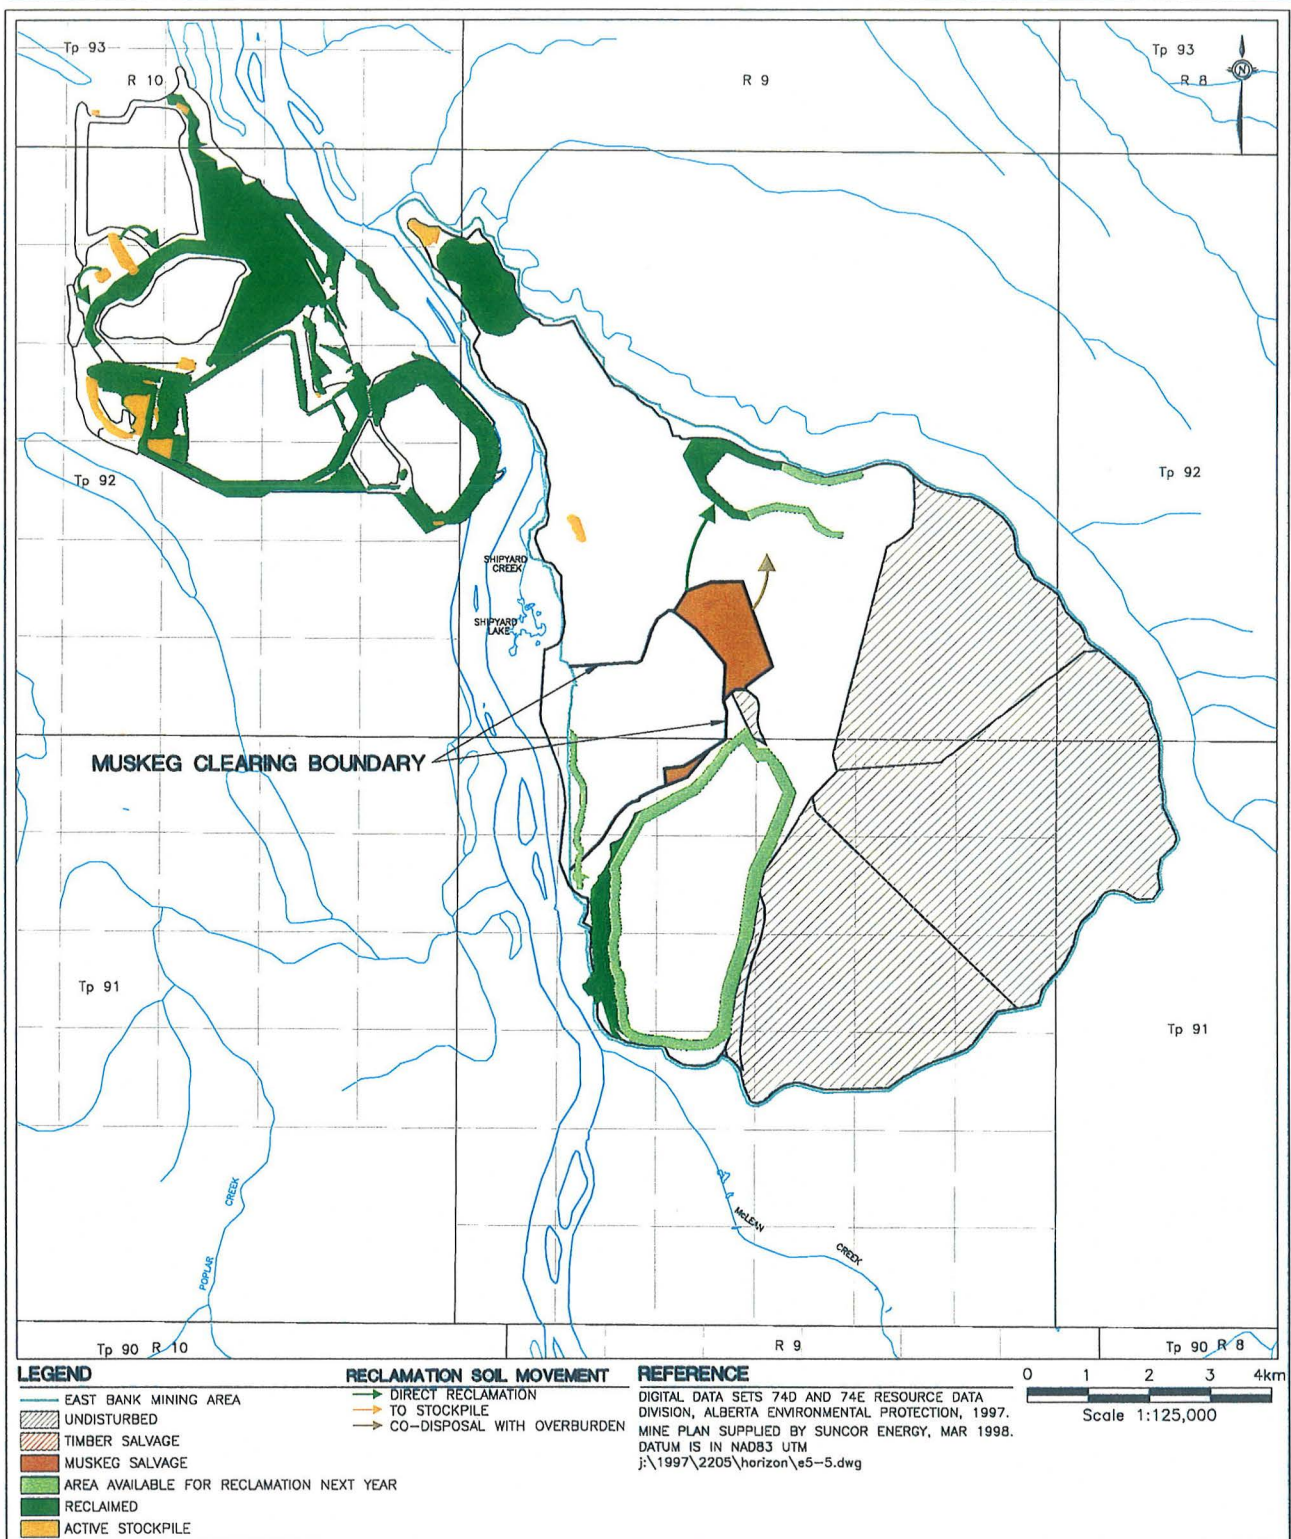 Tp 93
R 10
R 9
Tp 93
R 8
N
Tp 92
Tp 92
SHIPYARD
CREEK
SHIPYARD
LAKE
MUSKEG CLEARING BOUNDARY
Tp 91
Tp 91
POPLAR
CREEK
McLEAN
CREEK
Tp 90 R 10
R 9
Tp 90 R 8
LEGEND
EAST BANK MINING AREA
UNDISTURBED
TIMBER SALVAGE
MUSKEG SALVAGE
AREA AVAILABLE FOR RECLAMATION NEXT YEAR
RECLAIMED
ACTIVE STOCKPILE
RECLAMATION SOIL MOVEMENT
DIRECT RECLAMATION
TO STOCKPILE
CO-DISPOSAL WITH OVERBURDEN
REFERENCE
DIGITAL DATA SETS 74D AND 74E RESOURCE DATA
DIVISION, ALBERTA ENVIRONMENTAL PROTECTION, 1997.
MINE PLAN SUPPLIED BY SUNCOR ENERGY, MAR 1998.
DATUM IS IN NAD83 UTM
j:\1997\2205\horizon\e5-5.dwg
0 1 2 3 4km
Scale 1:125,000